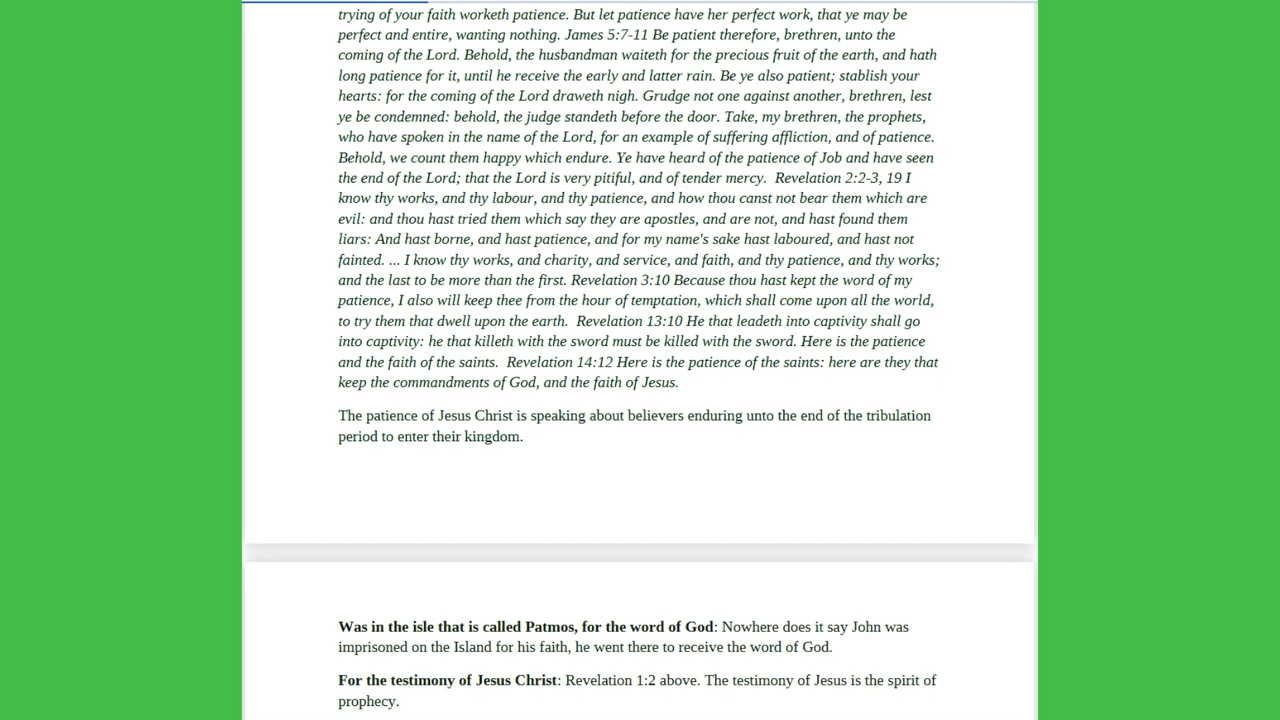 trying of your faith worketh patience. But let patience have her perfect work, that ye may be
perfect and entire, wanting nothing. James 5:7-11 Be patient therefore, brethren, unto the
coming of the Lord. Behold, the husbandman waiteth for the precious fruit of the earth, and hath
long patience for it, until he receive the early and latter rain. Be ye also patient; stablish your
hearts: for the coming of the Lord draweth nigh. Grudge not one against another, brethren, lest
ye be condemned: behold, the judge standeth before the door. Take, my brethren, the prophets,
who have spoken in the name of the Lord, for an example of suffering affliction, and of patience.
Behold, we count them happy which endure. Ye have heard of the patience of Job and have seen
the end of the Lord; that the Lord is very pitiful, and of tender mercy.  Revelation 2:2-3, 19 I
know thy works, and thy labour, and thy patience, and how thou canst not bear them which are
evil: and thou hast tried them which say they are apostles, and are not, and hast found them
liars: And hast borne, and hast patience, and for my name's sake hast laboured, and hast not
fainted. ... I know thy works, and charity, and service, and faith, and thy patience, and thy works;
and the last to be more than the first. Revelation 3:10 Because thou hast kept the word of my
patience, I also will keep thee from the hour of temptation, which shall come upon all the world,
to try them that dwell upon the earth.  Revelation 13:10 He that leadeth into captivity shall go
into captivity: he that killeth with the sword must be killed with the sword. Here is the patience
and the faith of the saints.  Revelation 14:12 Here is the patience of the saints: here are they that
keep the commandments of God, and the faith of Jesus.
The patience of Jesus Christ is speaking about believers enduring unto the end of the tribulation
period to enter their kingdom.
Was in the isle that is called Patmos, for the word of God: Nowhere does it say John was
imprisoned on the Island for his faith, he went there to receive the word of God.
For the testimony of Jesus Christ: Revelation 1:2 above. The testimony of Jesus is the spirit of
prophecy.